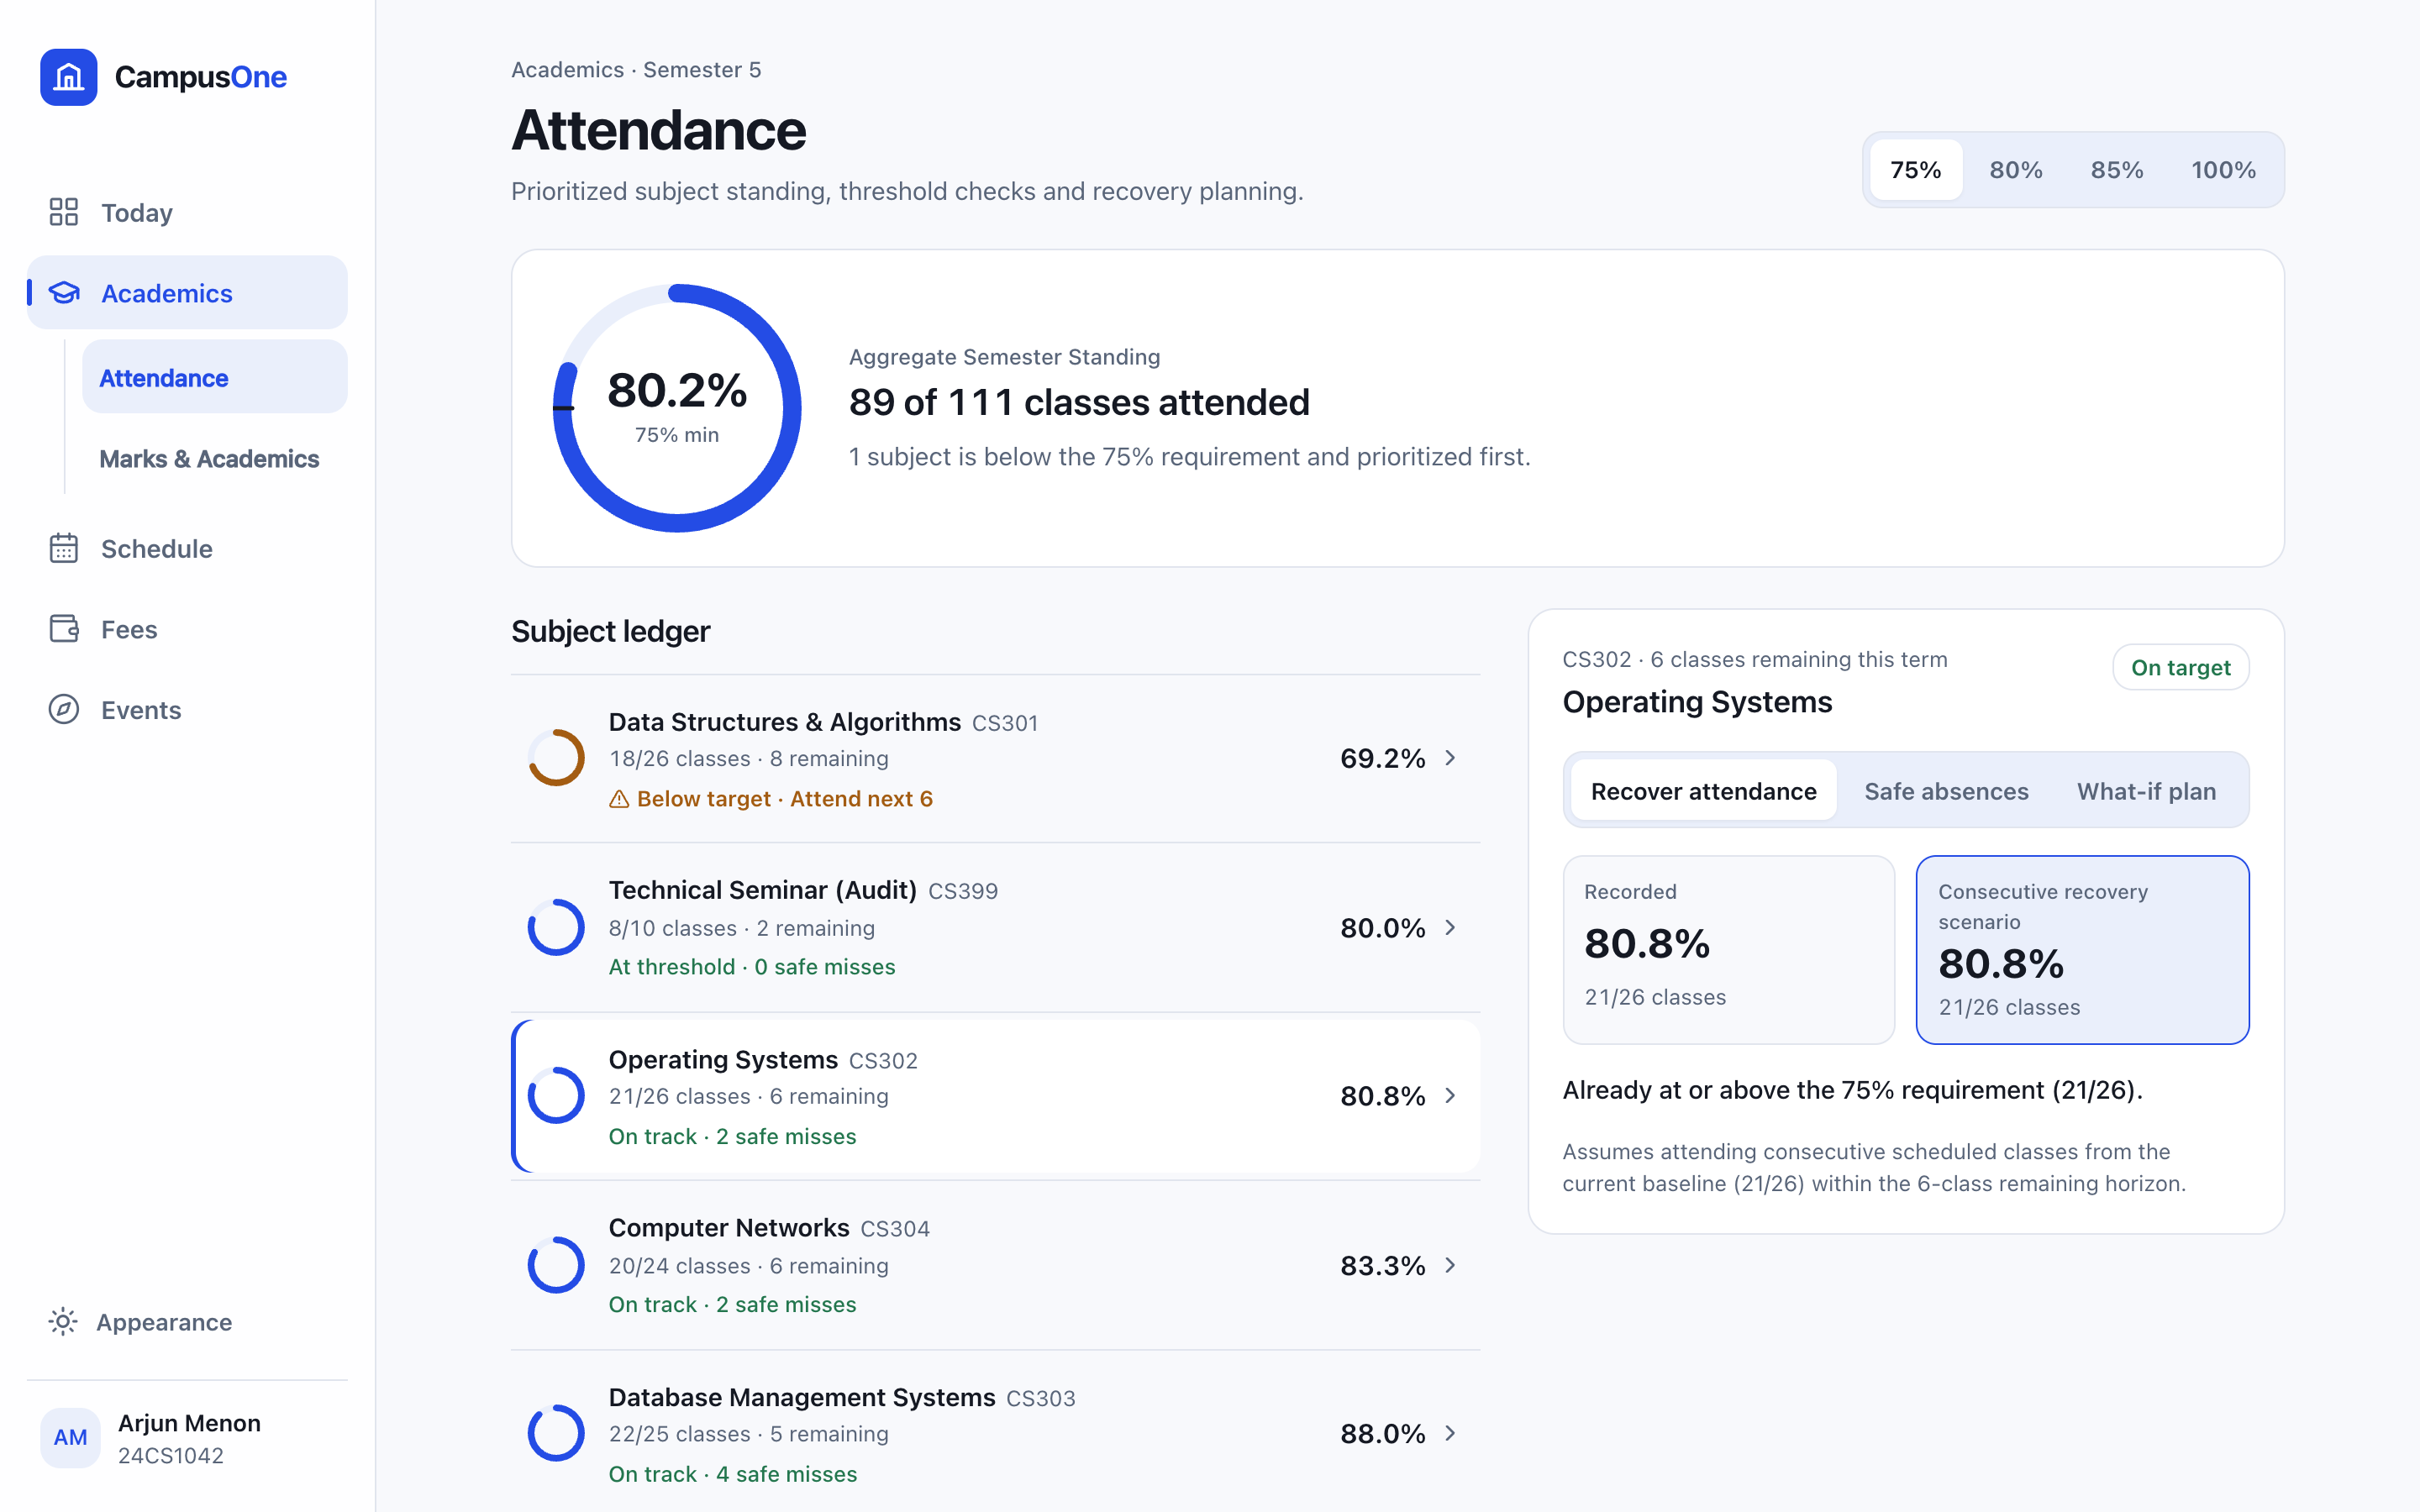 CampusOne
Today
Academics
Attendance
Marks & Academics
Schedule
Fees
Events
Appearance
AM
Arjun Menon
24CS1042
Academics · Semester 5
Attendance
Prioritized subject standing, threshold checks and recovery planning.
75% 80% 85% 100%
80.2%
75% min
Aggregate Semester Standing
89 of 111 classes attended
1 subject is below the 75% requirement and prioritized first.
Subject ledger
Data Structures & Algorithms CS301
18/26 classes · 8 remaining
Below target · Attend next 6
69.2%
Technical Seminar (Audit) CS399
8/10 classes · 2 remaining
At threshold · 0 safe misses
80.0%
Operating Systems CS302
21/26 classes · 6 remaining
On track · 2 safe misses
80.8%
Computer Networks CS304
20/24 classes · 6 remaining
On track · 2 safe misses
83.3%
Database Management Systems CS303
22/25 classes · 5 remaining
On track · 4 safe misses
88.0%
CS302 · 6 classes remaining this term
Operating Systems
On target
Recover attendance Safe absences What-if plan
Recorded
80.8%
21/26 classes
Consecutive recovery
scenario
80.8%
21/26 classes
Already at or above the 75% requirement (21/26).
Assumes attending consecutive scheduled classes from the
current baseline (21/26) within the 6-class remaining horizon.